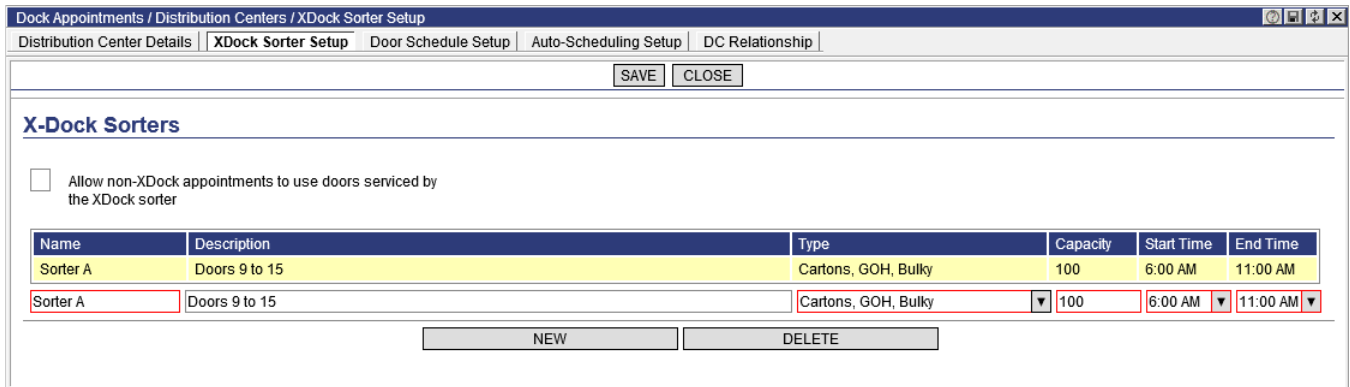 Dock Appointments / Distribution Centers / XDock Sorter Setup
Distribution Center Details XDock Sorter Setup Door Schedule Setup Auto-Scheduling Setup DC Relationship
SAVE CLOSE
X-Dock Sorters
Allow non-XDock appointments to use doors serviced by
the XDock sorter
Name Description Type Capacity Start Time End Time
Sorter A Doors 9 to 15 Cartons, GOH, Bulky 100 6:00 AM 11:00 AM
Sorter A Doors 9 to 15 Cartons, GOH, Bulky 100 6:00 AM 11:00 AM
NEW DELETE